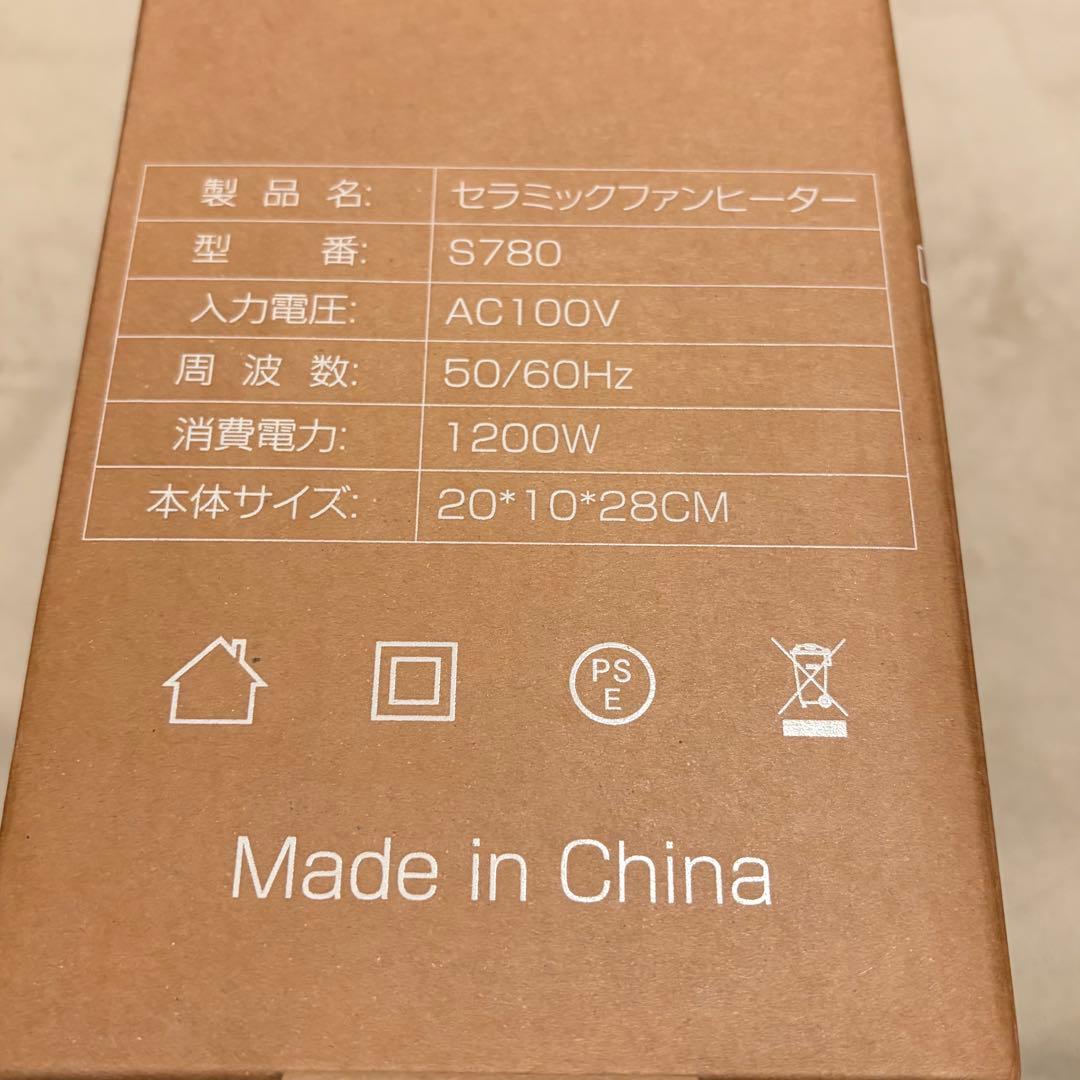 製品名: セラミックファンヒーター
型番: S780
入力電圧: AC100V
周波数: 50/60Hz
消費電力: 1200W
本体サイズ: 20*10*28CM
PS
E
Made in China